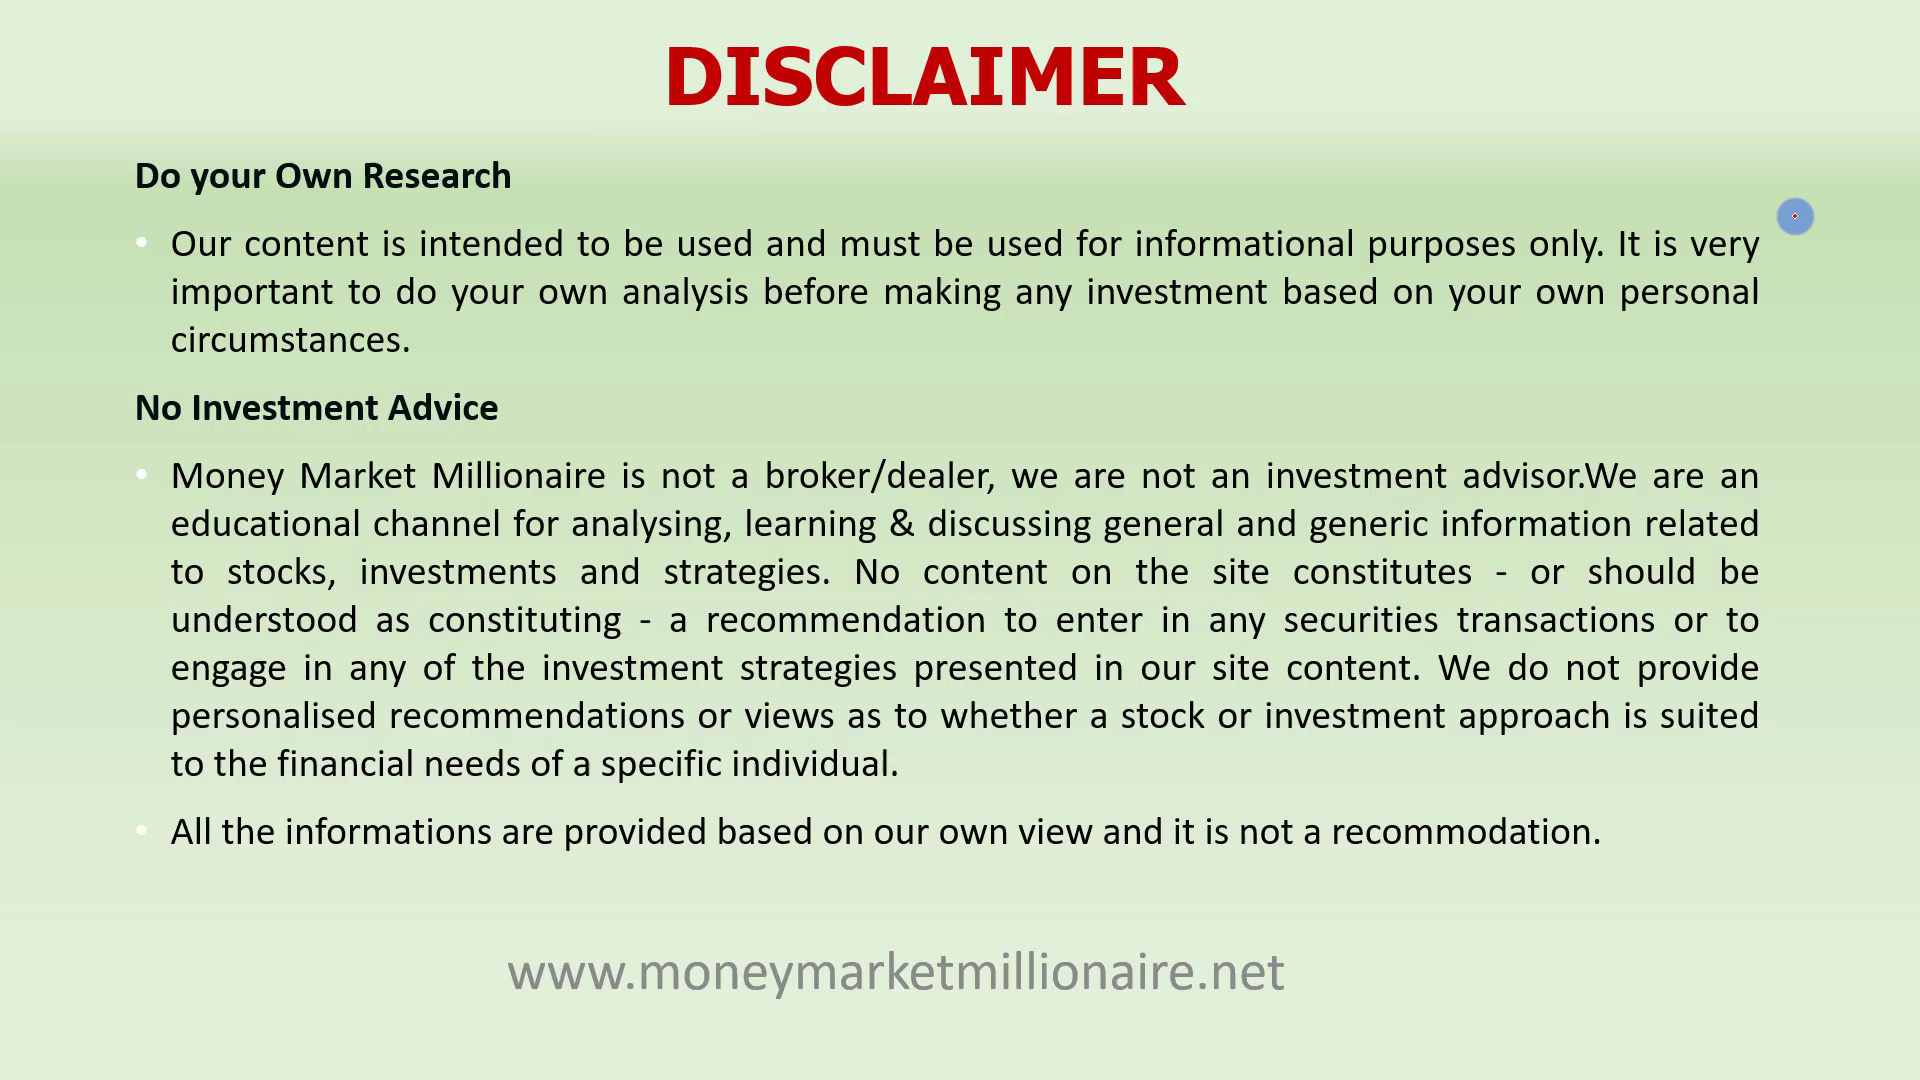 DISCLAIMER
Do your Own Research
• Our content is intended to be used and must be used for informational purposes only. It is very
important to do your own analysis before making any investment based on your own personal
circumstances.
No Investment Advice
• Money Market Millionaire is not a broker/dealer, we are not an investment advisor.We are an
educational channel for analysing, learning & discussing general and generic information related
to stocks, investments and strategies. No content on the site constitutes - or should be
understood as constituting - a recommendation to enter in any securities transactions or to
engage in any of the investment strategies presented in our site content. We do not provide
personalised recommendations or views as to whether a stock or investment approach is suited
to the financial needs of a specific individual.
• All the informations are provided based on our own view and it is not a recommodation.
www.moneymarketmillionaire.net